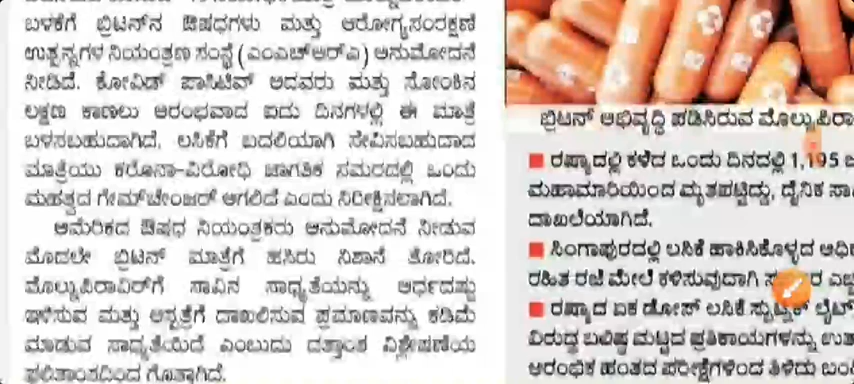 ಬಳಕೆಗೆ ಬ್ರಿಟನ್‌ನ ಔಷಧಗಳು ಮತ್ತು ಆರೋಗ್ಯಸಂರಕ್ಷಣೆ
ಉತ್ಪನ್ನಗಳ ನಿಯಂತ್ರಣ ಸಂಸ್ಥೆ (ಎಂಎಚ್‌ಆರ್‌ಎ) ಅನುಮೋದನೆ
ನೀಡಿದೆ. ಕೋವಿಡ್ ಪಾಸಿಟಿವ್ ಆದವರು ಮತ್ತು ಸೋಂಕಿನ
ಲಕ್ಷಣ ಕಾಣಲು ಆರಂಭವಾದ ಐದು ದಿನಗಳಲ್ಲಿ ಈ ಮಾತ್ರೆ
ಬಳಸಬಹುದಾಗಿದೆ. ಲಸಿಕೆಗೆ ಬದಲಿಯಾಗಿ ಸೇವಿಸಬಹುದಾದ
ಮಾತ್ರೆಯು ಕರೊನಾ-ವಿರೋಧಿ ಜಾಗತಿಕ ಸಮರದಲ್ಲಿ ಒಂದು
ಮಹತ್ವದ ಗೇಮ್‌ಚೇಂಜರ್ ಆಗಲಿದೆ ಎಂದು ನಿರೀಕ್ಷಿಸಲಾಗಿದೆ.
ಅಮೆರಿಕದ ಔಷಧ ನಿಯಂತ್ರಕರು ಅನುಮೋದನೆ ನೀಡುವ
ಮೊದಲೇ ಬ್ರಿಟನ್ ಮಾತ್ರೆಗೆ ಹಸಿರು ನಿಶಾನೆ ತೋರಿದೆ.
ಮೊಲ್ನುಪಿರಾವಿರ್‌ಗೆ ಸಾವಿನ ಸಾಧ್ಯತೆಯನ್ನು ಅರ್ಧದಷ್ಟು
ಇಳಿಸುವ ಮತ್ತು ಆಸ್ಪತ್ರೆಗೆ ದಾಖಲಿಸುವ ಪ್ರಮಾಣವನ್ನು ಕಡಿಮೆ
ಮಾಡುವ ಸಾಧ್ಯತೆಯಿದೆ ಎಂಬುದು ದತ್ತಾಂಶ ವಿಶ್ಲೇಷಣೆಯ
ಫಲಿತಾಂಶದಿಂದ ಗೊತ್ತಾಗಿದೆ.
ಬ್ರಿಟನ್ ಅಭಿವೃದ್ಧಿ ಪಡಿಸಿರುವ ಮೊಲ್ನುಪಿರಾ
ರಷ್ಯಾದಲ್ಲಿ ಕಳೆದ ಒಂದು ದಿನದಲ್ಲಿ 1,195 ಜ
ಮಹಾಮಾರಿಯಿಂದ ಮೃತಪಟ್ಟಿದ್ದು, ದೈನಿಕ ಸಾ
ದಾಖಲೆಯಾಗಿದೆ.
ಸಿಂಗಾಪುರದಲ್ಲಿ ಲಸಿಕೆ ಹಾಕಿಸಿಕೊಳ್ಳದ
ರಹಿತ ರಜೆ ಮೇಲೆ ಕಳಿಸುವುದಾಗಿ
ರಷ್ಯಾದ ಏಕ ಡೋಸ್ ಲಸಿಕೆ ಸ್ಪುಟ್ನಿಕ್ ಲೈಟ್
ವಿರುದ್ಧ ಬಲಿಷ್ಠ ಮಟ್ಟದ ಪ್ರತಿಕಾಯಗಳನ್ನು ಉತ
ಆರಂಭಿಕ ಹಂತದ ಪರೀಕ್ಷೆಗಳಿಂದ ತಿಳಿದು ಬಂದಿ